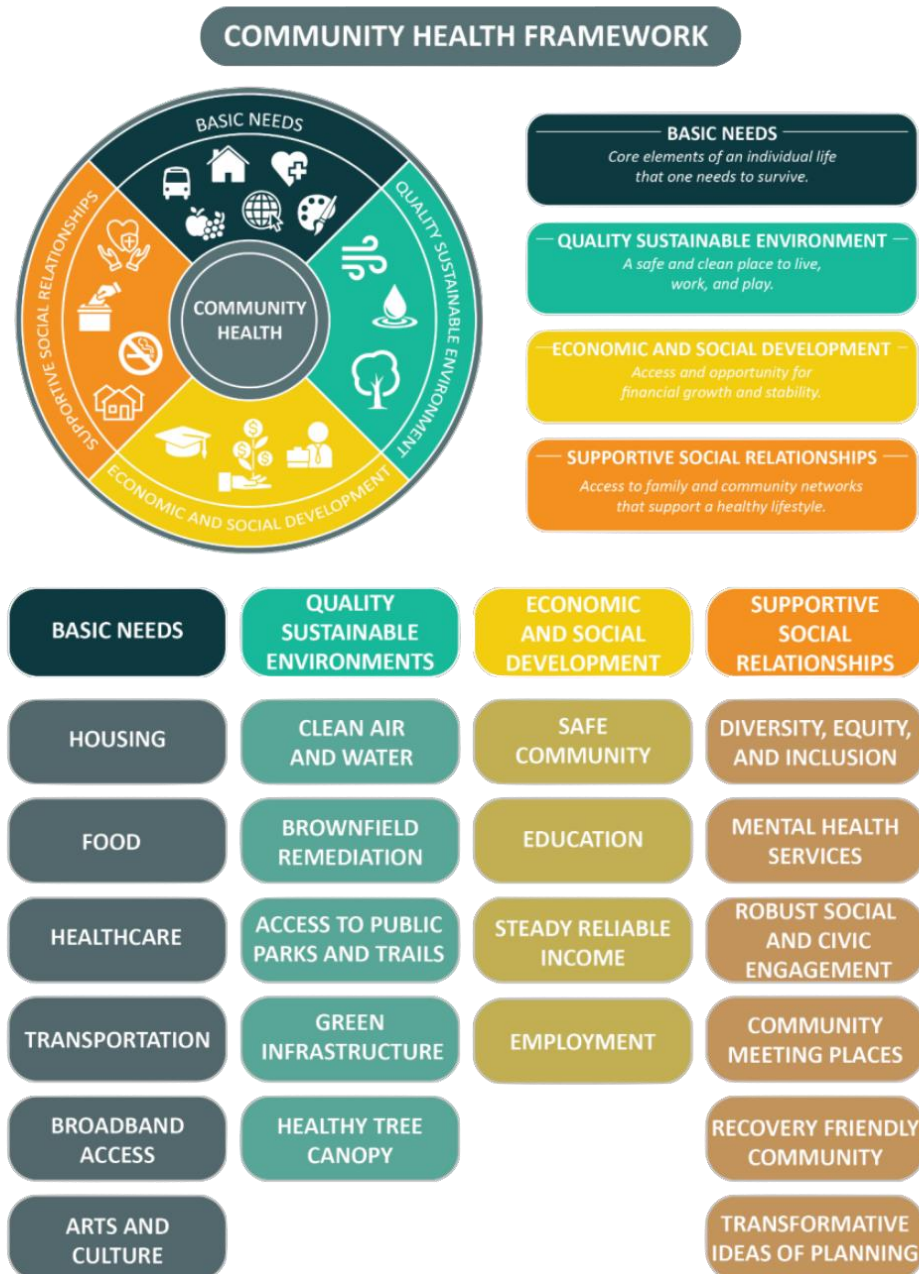 COMMUNITY HEALTH FRAMEWORK
BASIC NEEDS
QUALITY SUSTAINABLE ENVIRONMENT
ECONOMIC AND SOCIAL DEVELOPMENT
SUPPORTIVE SOCIAL RELATIONSHIPS
COMMUNITY
HEALTH
BASIC NEEDS
Core elements of an individual life
that one needs to survive.
QUALITY SUSTAINABLE ENVIRONMENT
A safe and clean place to live,
work, and play.
ECONOMIC AND SOCIAL DEVELOPMENT
Access and opportunity for
financial growth and stability.
SUPPORTIVE SOCIAL RELATIONSHIPS
Access to family and community networks
that support a healthy lifestyle.
BASIC NEEDS
HOUSING
FOOD
HEALTHCARE
TRANSPORTATION
BROADBAND
ACCESS
ARTS AND
CULTURE
QUALITY
SUSTAINABLE
ENVIRONMENTS
CLEAN AIR
AND WATER
BROWNFIELD
REMEDIATION
ACCESS TO PUBLIC
PARKS AND TRAILS
GREEN
INFRASTRUCTURE
HEALTHY TREE
CANOPY
ECONOMIC
AND SOCIAL
DEVELOPMENT
SAFE
COMMUNITY
EDUCATION
STEADY RELIABLE
INCOME
EMPLOYMENT
SUPPORTIVE
SOCIAL
RELATIONSHIPS
DIVERSITY, EQUITY,
AND INCLUSION
MENTAL HEALTH
SERVICES
ROBUST SOCIAL
AND CIVIC
ENGAGEMENT
COMMUNITY
MEETING PLACES
RECOVERY FRIENDLY
COMMUNITY
TRANSFORMATIVE
IDEAS OF PLANNING